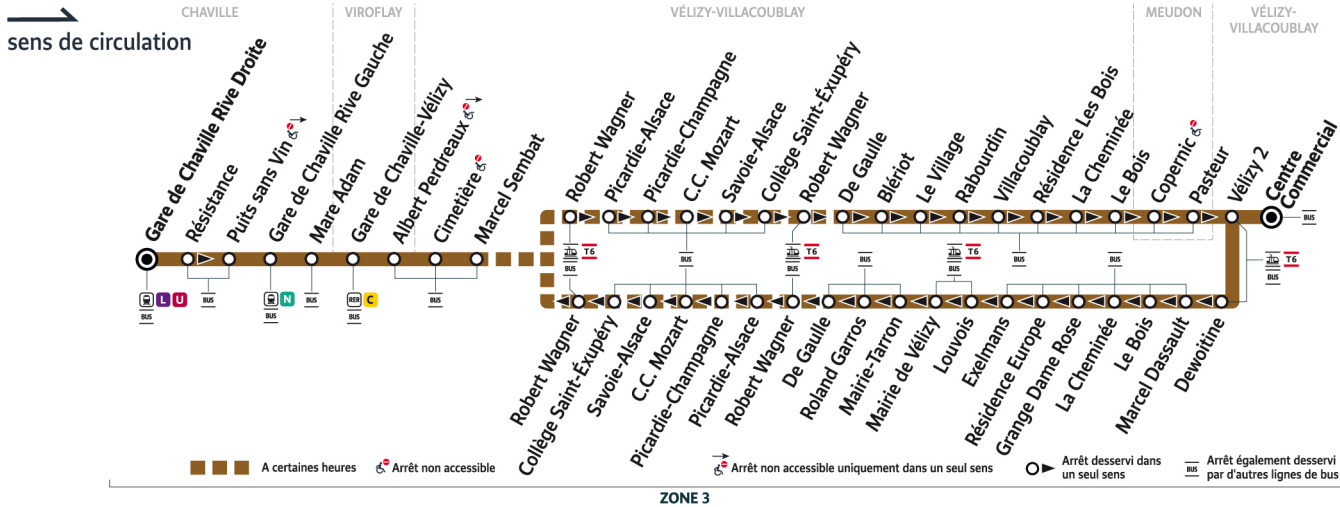 CHAVILLE
VIROFLAY
VÉLIZY-VILLACOUBLAY
MEUDON
VÉLIZY-
VILLACOUBLAY
sens de circulation
Gare de Chaville Rive Droite
Résistance
Puits sans Vin
Gare de Chaville Rive Gauche
Mare Adam
Gare de Chaville-Vélizy
Albert Perdreaux
Cimetière
Marcel Sembat
Robert Wagner
Picardie-Alsace
Picardie-Champagne
C.C. Mozart
Savoie-Alsace
Collège Saint-Éxupéry
Robert Wagner
De Gaulle
Blériot
Le Village
Rabourdin
Villacoublay
Résidence Les Bois
La Cheminée
Le Bois
Copernic
Pasteur
Vélizy 2
Centre
Commercial
BUS
L U
BUS
BUS
N
BUS
BUS
RER C
BUS
BUS
T6
BUS
BUS
T6
BUS
BUS
T6
BUS
BUS
T6
BUS
Robert Wagner
Collège Saint-Éxupéry
Savoie-Alsace
C.C. Mozart
Picardie-Champagne
Picardie-Alsace
Robert Wagner
De Gaulle
Roland Garros
Mairie-Tarron
Mairie de Vélizy
Louvois
Exelmans
Résidence Europe
Grange Dame Rose
La Cheminée
Le Bois
Marcel Dassault
Dewoitine
A certaines heures
Arrêt non accessible
Arrêt non accessible uniquement dans un seul sens
Arrêt desservi dans
un seul sens
BUS
Arrêt également desservi
par d'autres lignes de bus
ZONE 3